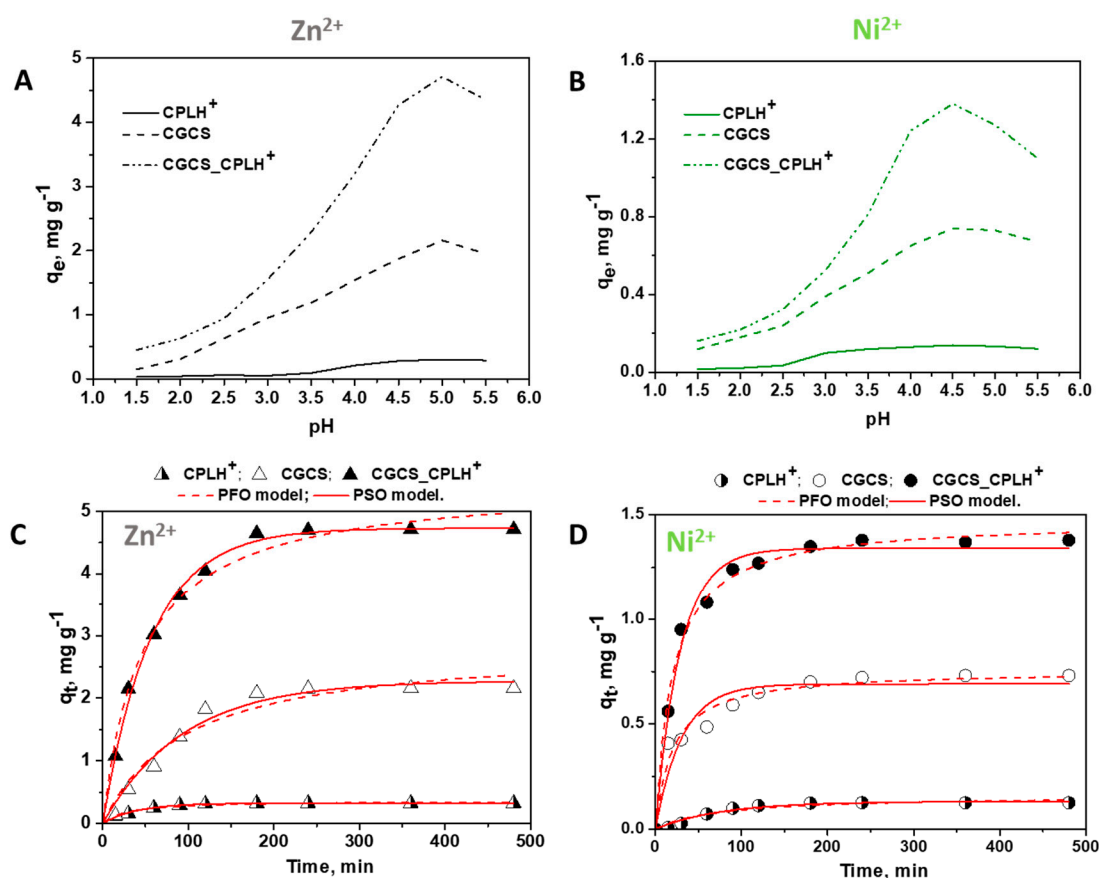 Zn²⁺
Ni²⁺
A
5
4
3
2
1
0
qₑ, mg g⁻¹
CPLH⁺
CGCS
CGCS_CPLH⁺
1.0 1.5 2.0 2.5 3.0 3.5 4.0 4.5 5.0 5.5 6.0
pH
B
1.6
1.2
0.8
0.4
0.0
qₑ, mg g⁻¹
CPLH⁺
CGCS
CGCS_CPLH⁺
1.0 1.5 2.0 2.5 3.0 3.5 4.0 4.5 5.0 5.5 6.0
pH
CPLH⁺; CGCS; CGCS_CPLH⁺
PFO model; PSO model.
C
Zn²⁺
5
4
3
2
1
0
qₜ, mg g⁻¹
0 100 200 300 400 500
Time, min
CPLH⁺; CGCS; CGCS_CPLH⁺
PFO model; PSO model.
D
Ni²⁺
1.5
1.0
0.5
0.0
qₜ, mg g⁻¹
0 100 200 300 400 500
Time, min